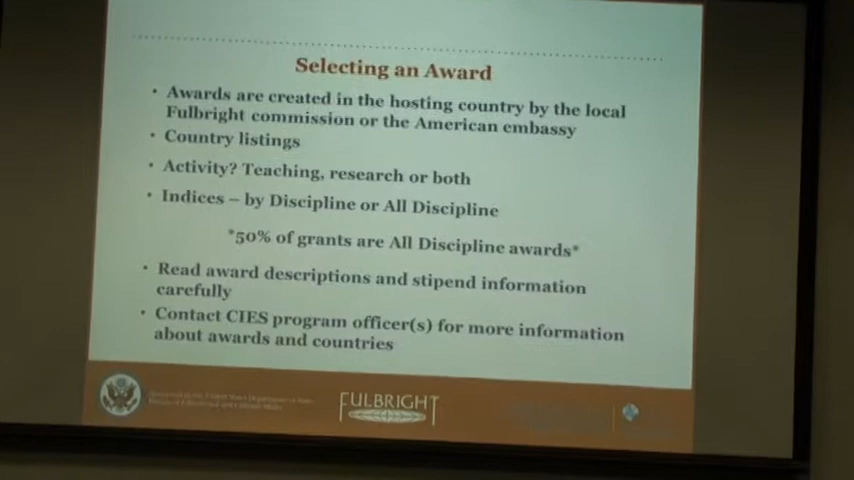 Selecting an Award
• Awards are created in the hosting country by the local
Fulbright commission or the American embassy
• Country listings
• Activity? Teaching, research or both
• Indices – by Discipline or All Discipline
*50% of grants are All Discipline awards*
• Read award descriptions and stipend information
carefully
• Contact CIES program officer(s) for more information
about awards and countries
FULBRIGHT